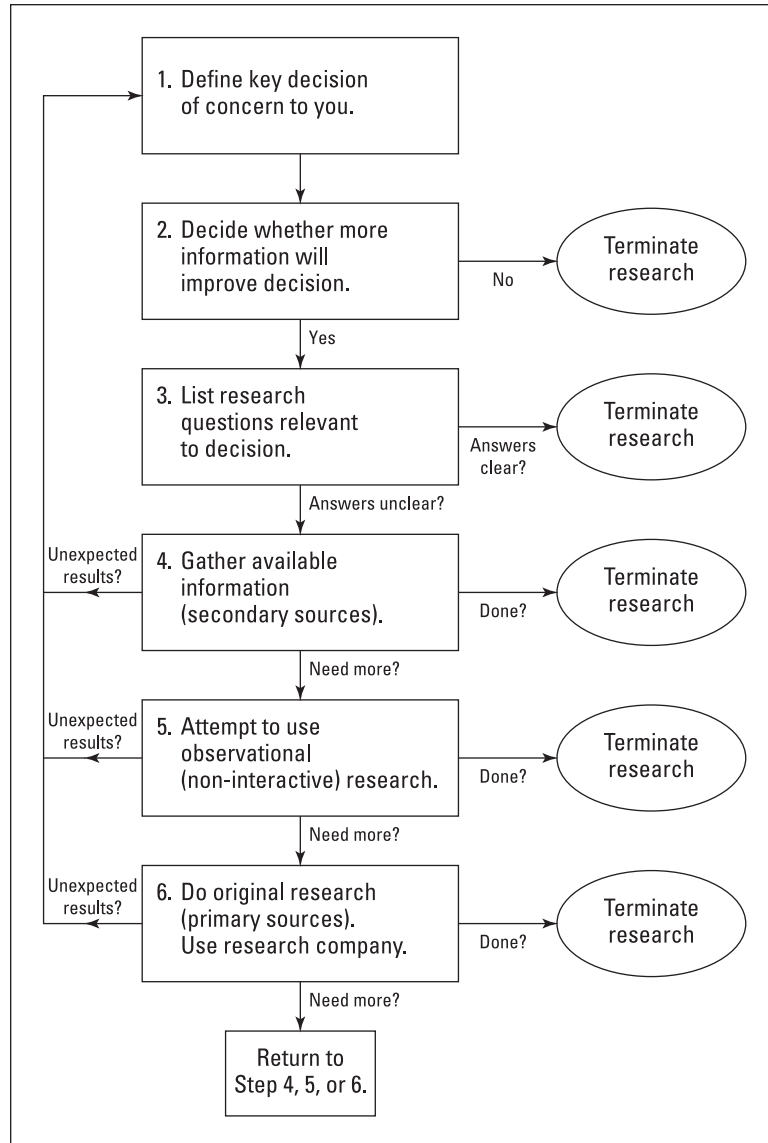 1. Define key decision
of concern to you.
2. Decide whether more
information will
improve decision.
No
Terminate
research
Yes
3. List research
questions relevant
to decision.
Answers
clear?
Terminate
research
Answers unclear?
Unexpected
results?
4. Gather available
information
(secondary sources).
Done?
Terminate
research
Need more?
Unexpected
results?
5. Attempt to use
observational
(non-interactive) research.
Done?
Terminate
research
Need more?
Unexpected
results?
6. Do original research
(primary sources).
Use research company.
Done?
Terminate
research
Need more?
Return to
Step 4, 5, or 6.